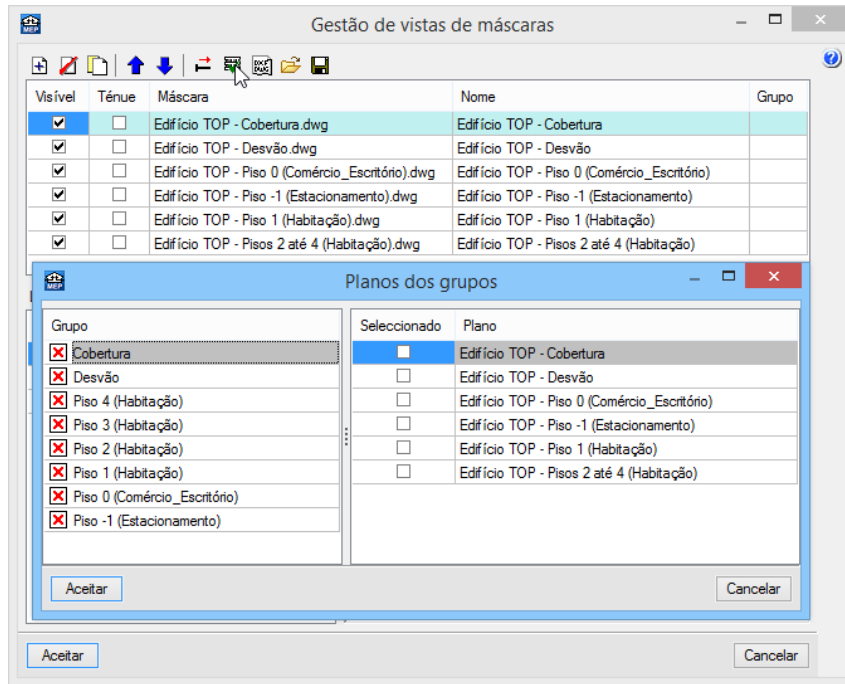 MEP Gestão de vistas de máscaras
DXF DWG
Visível Ténue Máscara Nome Grupo
Edifício TOP - Cobertura.dwg Edifício TOP - Cobertura
Edifício TOP - Desvão.dwg Edifício TOP - Desvão
Edifício TOP - Piso 0 (Comércio_Escritório).dwg Edifício TOP - Piso 0 (Comércio_Escritório)
Edifício TOP - Piso -1 (Estacionamento).dwg Edifício TOP - Piso -1 (Estacionamento)
Edifício TOP - Piso 1 (Habitação).dwg Edifício TOP - Piso 1 (Habitação)
Edifício TOP - Pisos 2 até 4 (Habitação).dwg Edifício TOP - Pisos 2 até 4 (Habitação)
MEP Planos dos grupos
Grupo Seleccionado Plano
Cobertura Edifício TOP - Cobertura
Desvão Edifício TOP - Desvão
Piso 4 (Habitação) Edifício TOP - Piso 0 (Comércio_Escritório)
Piso 3 (Habitação) Edifício TOP - Piso -1 (Estacionamento)
Piso 2 (Habitação) Edifício TOP - Piso 1 (Habitação)
Piso 1 (Habitação) Edifício TOP - Pisos 2 até 4 (Habitação)
Piso 0 (Comércio_Escritório)
Piso -1 (Estacionamento)
Aceitar Cancelar
Aceitar Cancelar